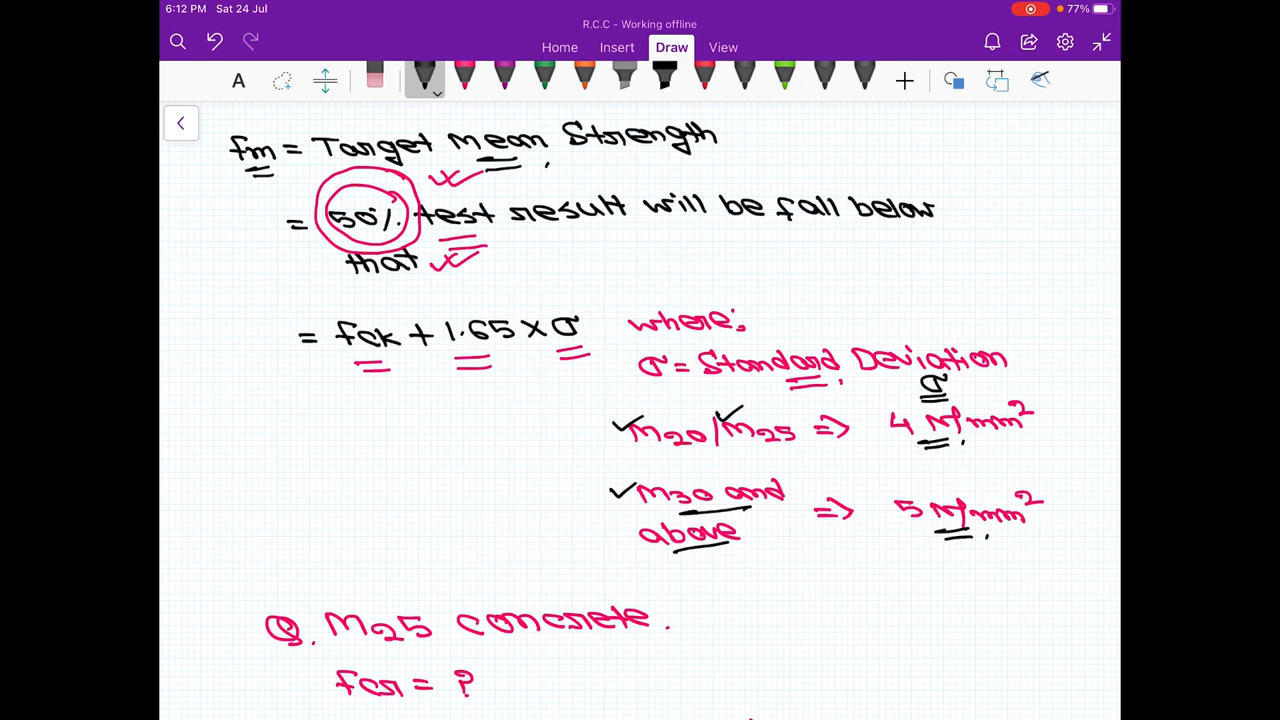 6:12 PM Sat 24 Jul 77%
R.C.C - Working offline
Home Insert Draw View
A
fm = Target Mean Strength
= 50% test result will be fall below
that
= fck + 1.65 × σ where;
σ = Standard Deviation
σ
M20/M25 => 4 N/mm²
M30 and
above => 5 N/mm²
Q. M25 concrete.
fcr = ?